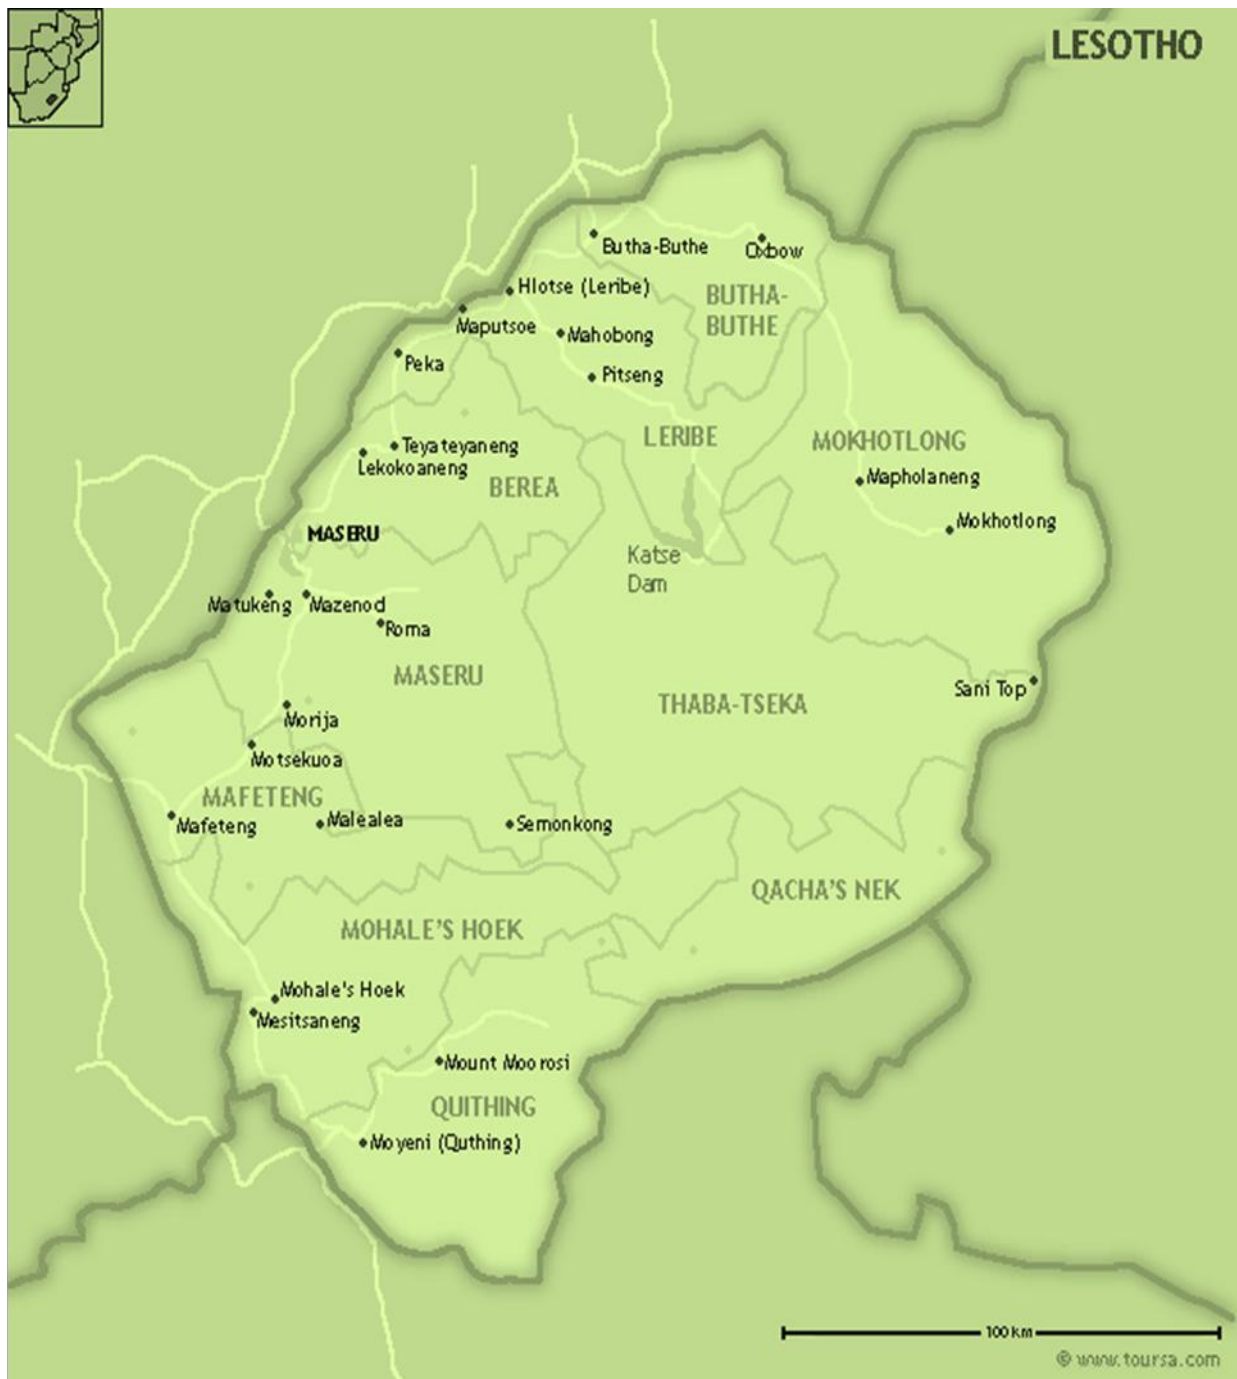 LESOTHO
Butha-Buthe
Oxbow
Hlotse (Leribe)
BUTHA-
BUTHE
Maputsoe
Mahobong
Peka
Pitseng
LERIBE
MOKHOTLONG
Teyateyaneng
Lekokoaneng
Mapholaneng
BEREA
Mokhotlong
MASERU
Katse
Dam
Matukeng
Mazenod
Roma
MASERU
Sani Top
THABA-TSEKA
Morija
Motsekuoa
MAFETENG
Mafeteng
Malealea
Semonkong
QACHA'S NEK
MOHALE'S HOEK
Mohale's Hoek
Mesitsaneng
Mount Moorosi
QUITHING
Moyeni (Quthing)
100 km
© www.toursa.com